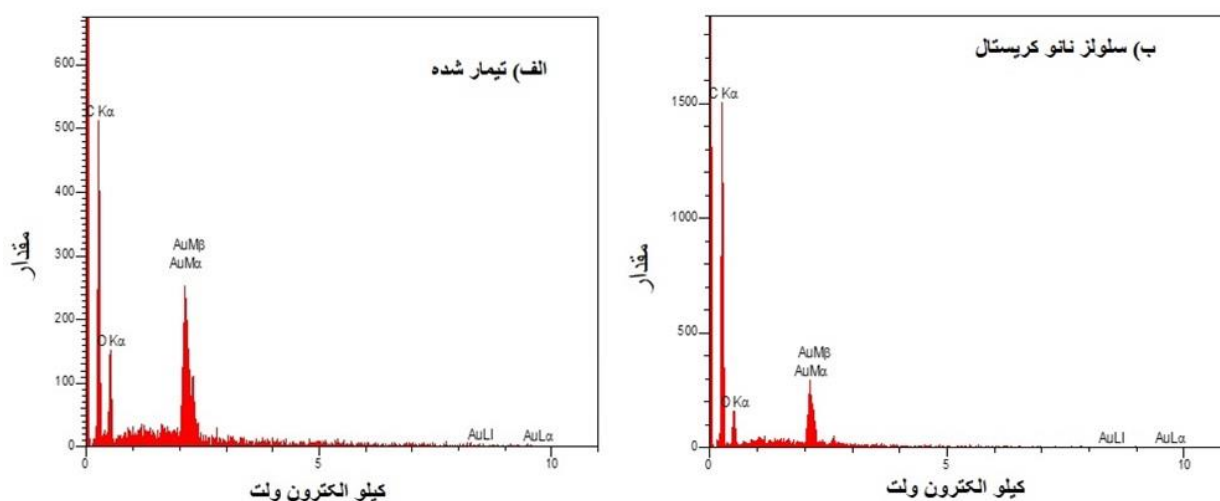 الف) تیمار شده
600
500
400
300
200
100
0
C Kα
O Kα
AuMβ
AuMα
AuLl
AuLα
0
5
10
مقدار
کیلو الکترون ولت
ب) سلولز نانو کریستال
1500
1000
500
0
C Kα
O Kα
AuMβ
AuMα
AuLl
AuLα
0
5
10
مقدار
کیلو الکترون ولت